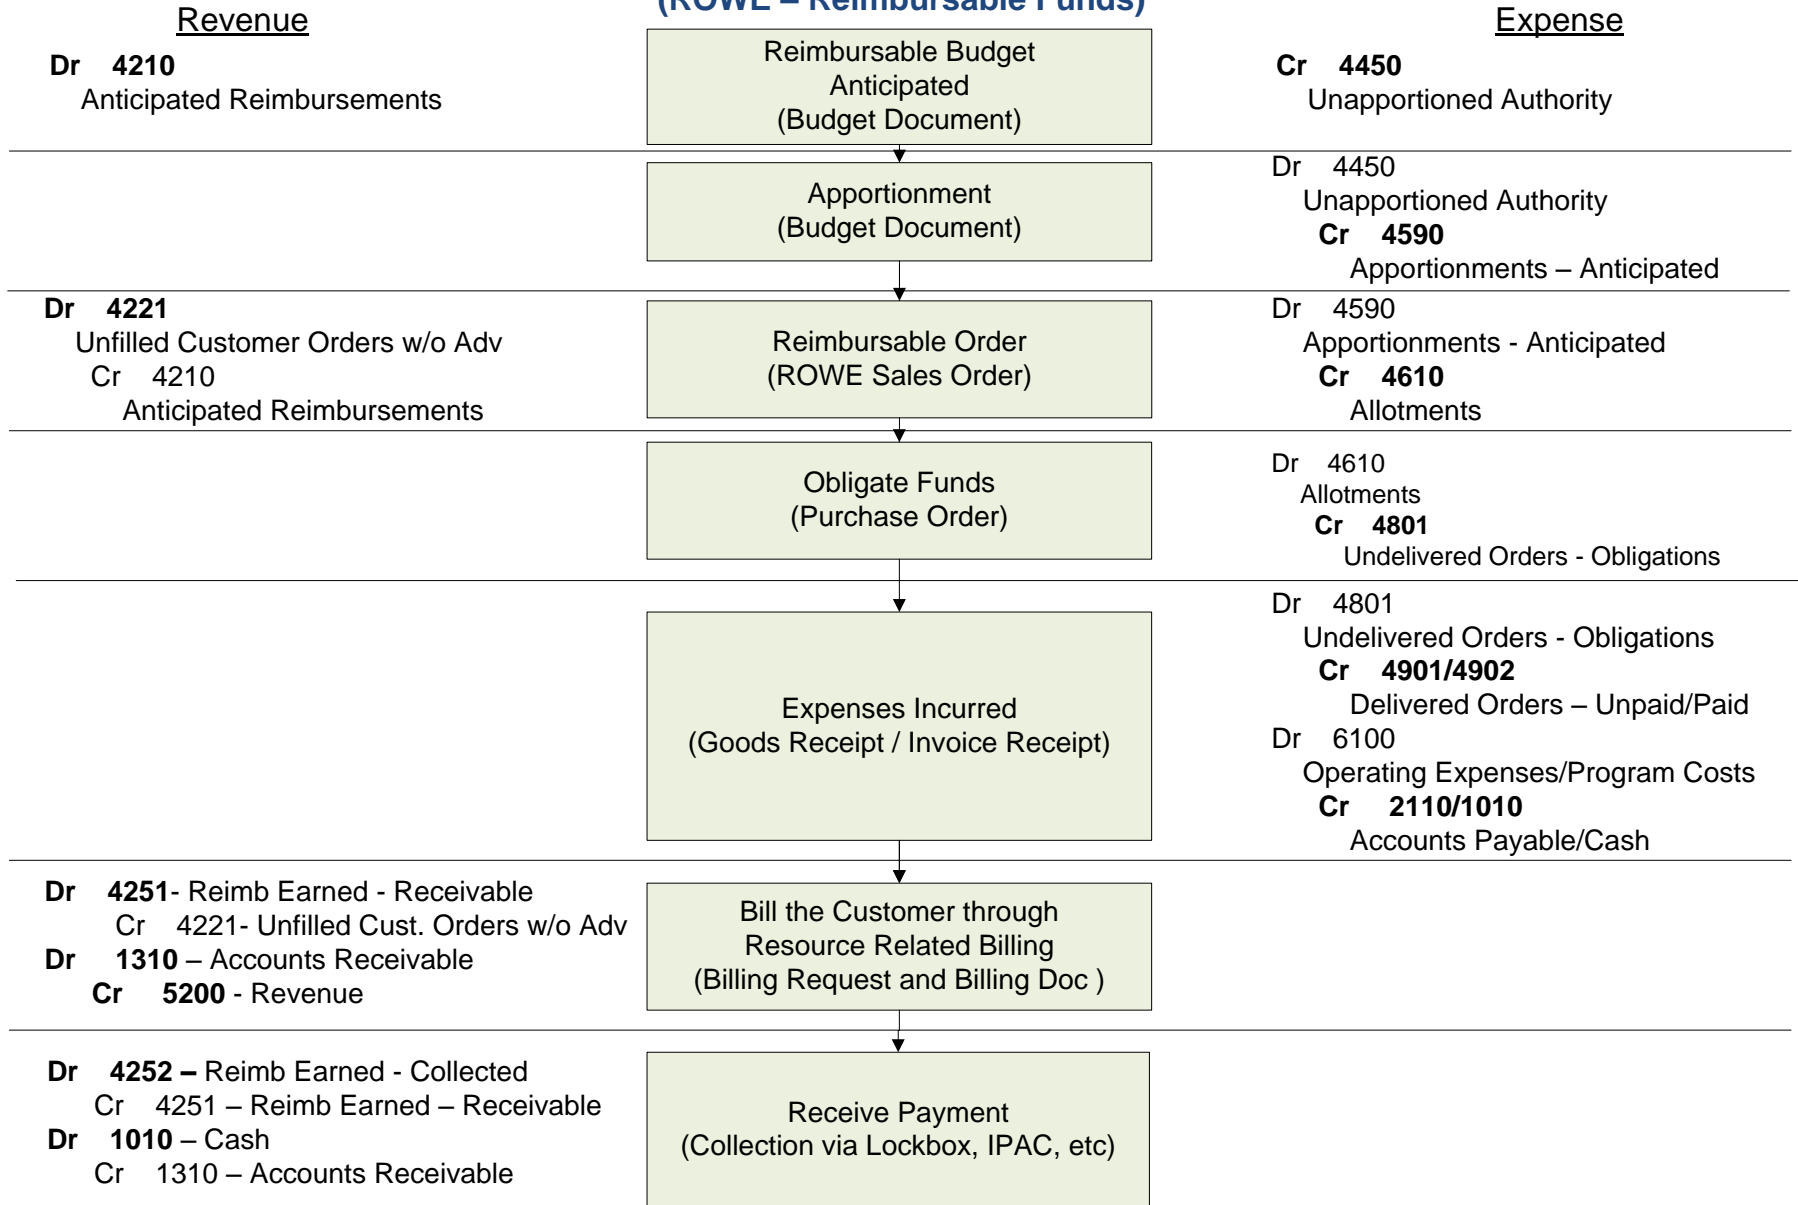 (ROWE – Reimbursable Funds)
Revenue
Expense
Dr 4210
Anticipated Reimbursements
Reimbursable Budget
Anticipated
(Budget Document)
Cr 4450
Unapportioned Authority
Apportionment
(Budget Document)
Dr 4450
Unapportioned Authority
Cr 4590
Apportionments – Anticipated
Dr 4221
Unfilled Customer Orders w/o Adv
Cr 4210
Anticipated Reimbursements
Reimbursable Order
(ROWE Sales Order)
Dr 4590
Apportionments - Anticipated
Cr 4610
Allotments
Obligate Funds
(Purchase Order)
Dr 4610
Allotments
Cr 4801
Undelivered Orders - Obligations
Expenses Incurred
(Goods Receipt / Invoice Receipt)
Dr 4801
Undelivered Orders - Obligations
Cr 4901/4902
Delivered Orders – Unpaid/Paid
Dr 6100
Operating Expenses/Program Costs
Cr 2110/1010
Accounts Payable/Cash
Dr 4251- Reimb Earned - Receivable
Cr 4221- Unfilled Cust. Orders w/o Adv
Dr 1310 – Accounts Receivable
Cr 5200 - Revenue
Bill the Customer through
Resource Related Billing
(Billing Request and Billing Doc )
Dr 4252 – Reimb Earned - Collected
Cr 4251 – Reimb Earned – Receivable
Dr 1010 – Cash
Cr 1310 – Accounts Receivable
Receive Payment
(Collection via Lockbox, IPAC, etc)